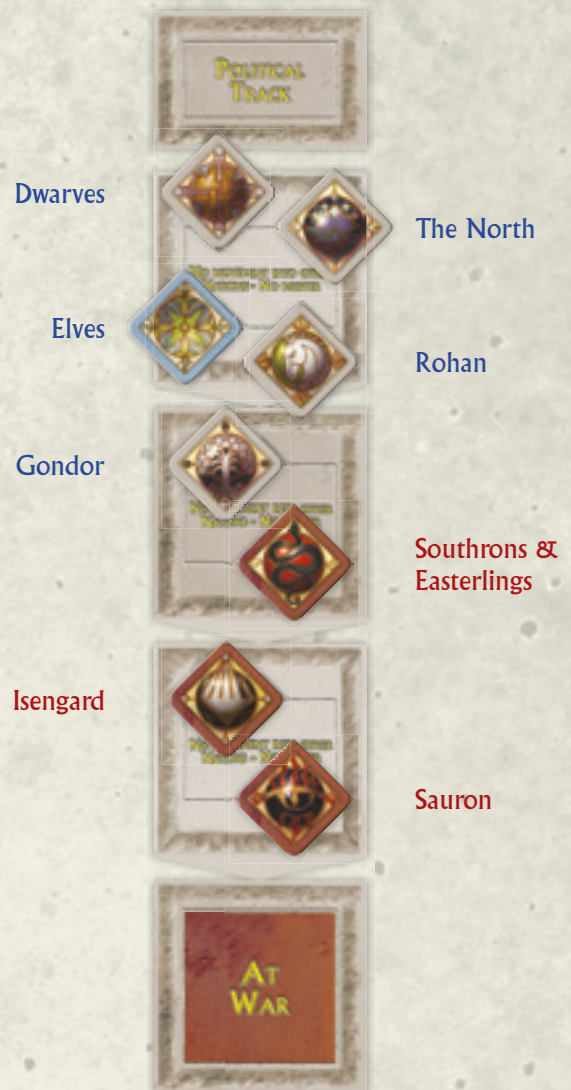 POLITICAL
TRACK
Dwarves
The North
Elves
Rohan
Gondor
Southrons &
Easterlings
Isengard
Sauron
AT
WAR